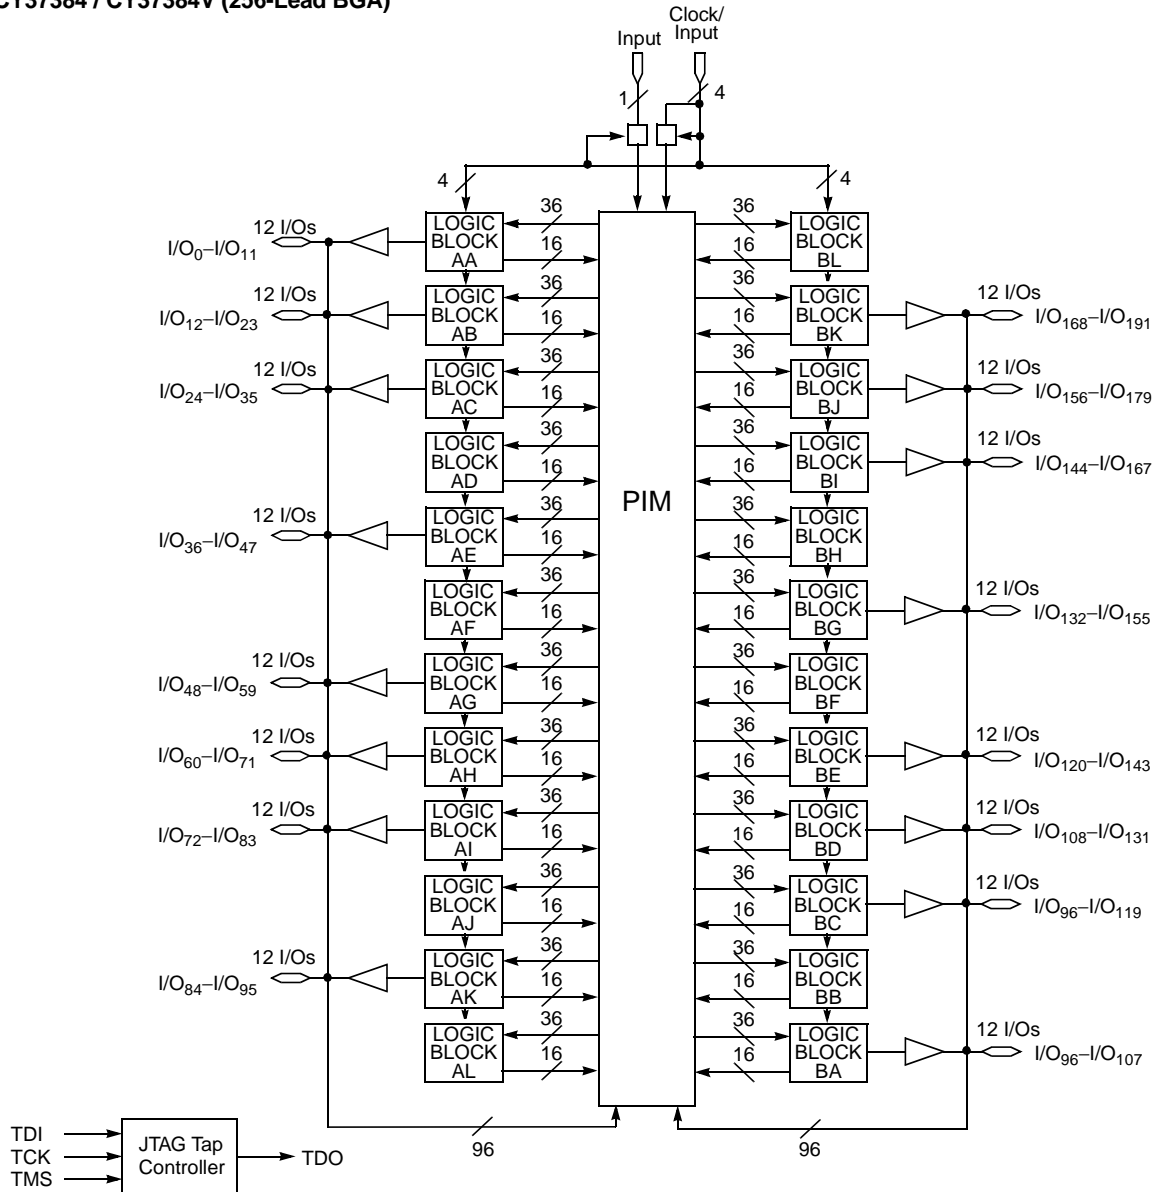 CY37384 / CY37384V (256-Lead BGA)
Clock/
Input
Input
1
4
4
4
12 I/Os
I/O0–I/O11
LOGIC
BLOCK
AA
36
16
PIM
36
16
LOGIC
BLOCK
BL
12 I/Os
I/O12–I/O23
LOGIC
BLOCK
AB
36
16
36
16
LOGIC
BLOCK
BK
12 I/Os
I/O168–I/O191
12 I/Os
I/O24–I/O35
LOGIC
BLOCK
AC
36
16
36
16
LOGIC
BLOCK
BJ
12 I/Os
I/O156–I/O179
LOGIC
BLOCK
AD
36
16
36
16
LOGIC
BLOCK
BI
12 I/Os
I/O144–I/O167
12 I/Os
I/O36–I/O47
LOGIC
BLOCK
AE
36
16
36
16
LOGIC
BLOCK
BH
LOGIC
BLOCK
AF
36
16
36
16
LOGIC
BLOCK
BG
12 I/Os
I/O132–I/O155
12 I/Os
I/O48–I/O59
LOGIC
BLOCK
AG
36
16
36
16
LOGIC
BLOCK
BF
12 I/Os
I/O60–I/O71
LOGIC
BLOCK
AH
36
16
36
16
LOGIC
BLOCK
BE
12 I/Os
I/O120–I/O143
12 I/Os
I/O72–I/O83
LOGIC
BLOCK
AI
36
16
36
16
LOGIC
BLOCK
BD
12 I/Os
I/O108–I/O131
LOGIC
BLOCK
AJ
36
16
36
16
LOGIC
BLOCK
BC
12 I/Os
I/O96–I/O119
12 I/Os
I/O84–I/O95
LOGIC
BLOCK
AK
36
16
36
16
LOGIC
BLOCK
BB
LOGIC
BLOCK
AL
36
16
36
16
LOGIC
BLOCK
BA
12 I/Os
I/O96–I/O107
96
96
TDI
TCK
TMS
JTAG Tap
Controller
TDO